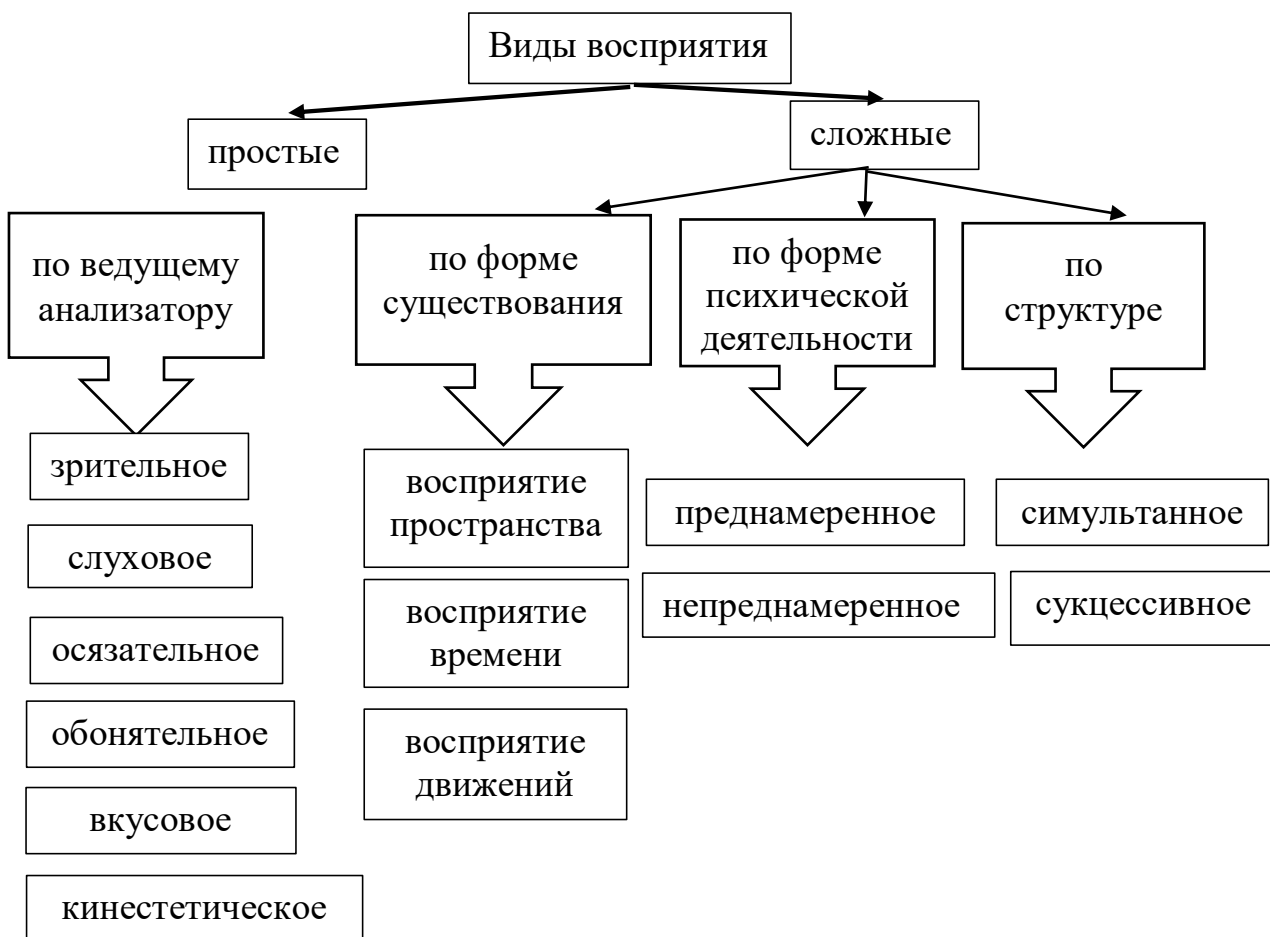 Виды восприятия
простые
сложные
по ведущему
анализатору
по форме
существования
по форме
психической
деятельности
по
структуре
зрительное
слуховое
осязательное
обонятельное
вкусовое
кинестетическое
восприятие
пространства
восприятие
времени
восприятие
движений
преднамеренное
непреднамеренное
симультанное
сукцессивное